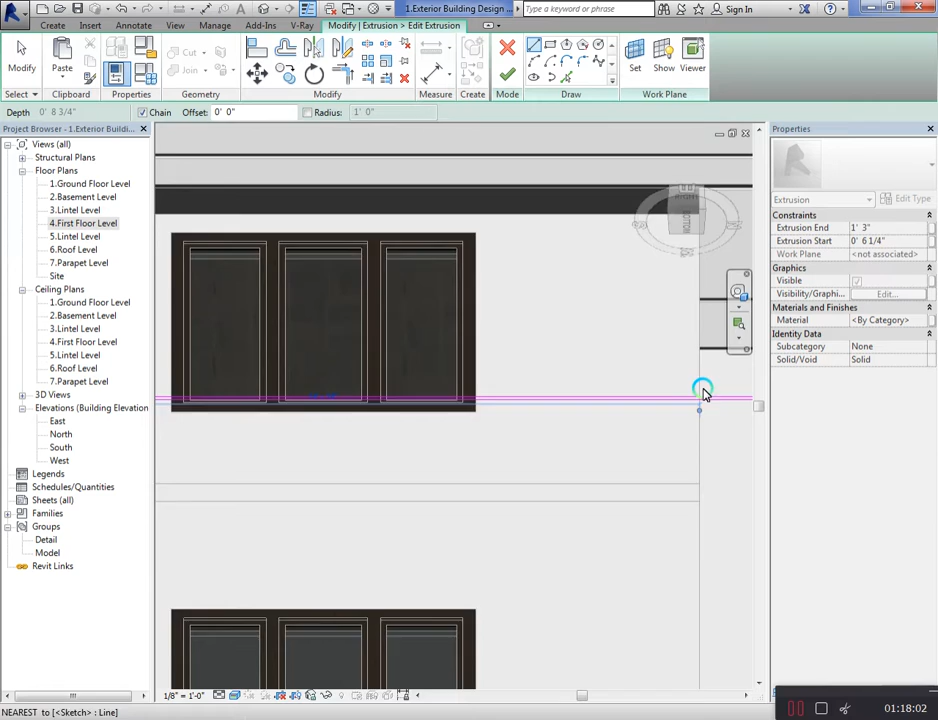 1.Exterior Building Design -...
Type a keyword or phrase
Sign In
Create Insert Annotate View Manage Add-Ins V-Ray Modify | Extrusion > Edit Extrusion
Modify
Paste
Cut
Join
Set Show Viewer
Select Clipboard Properties Geometry Modify Measure Create Mode Draw Work Plane
Depth 0' 8 3/4" Chain Offset: 0' 0" Radius: 1' 0"
Project Browser - 1.Exterior Buildi...
Views (all)
Structural Plans
Floor Plans
1.Ground Floor Level
2.Basement Level
3.Lintel Level
4.First Floor Level
5.Lintel Level
6.Roof Level
7.Parapet Level
Site
Ceiling Plans
1.Ground Floor Level
2.Basement Level
3.Lintel Level
4.First Floor Level
5.Lintel Level
6.Roof Level
7.Parapet Level
3D Views
Elevations (Building Elevation
East
North
South
West
Legends
Schedules/Quantities
Sheets (all)
Families
Groups
Detail
Model
Revit Links
RIGHT
BOTTOM
Properties
Extrusion
Edit Type
Constraints
Extrusion End 1' 3"
Extrusion Start 0' 6 1/4"
Work Plane <not associated>
Graphics
Visible
Visibility/Graphi... Edit...
Materials and Finishes
Material <By Category>
Identity Data
Subcategory None
Solid/Void Solid
1/8" = 1'-0"
NEAREST to [<Sketch> : Line]
01:18:02